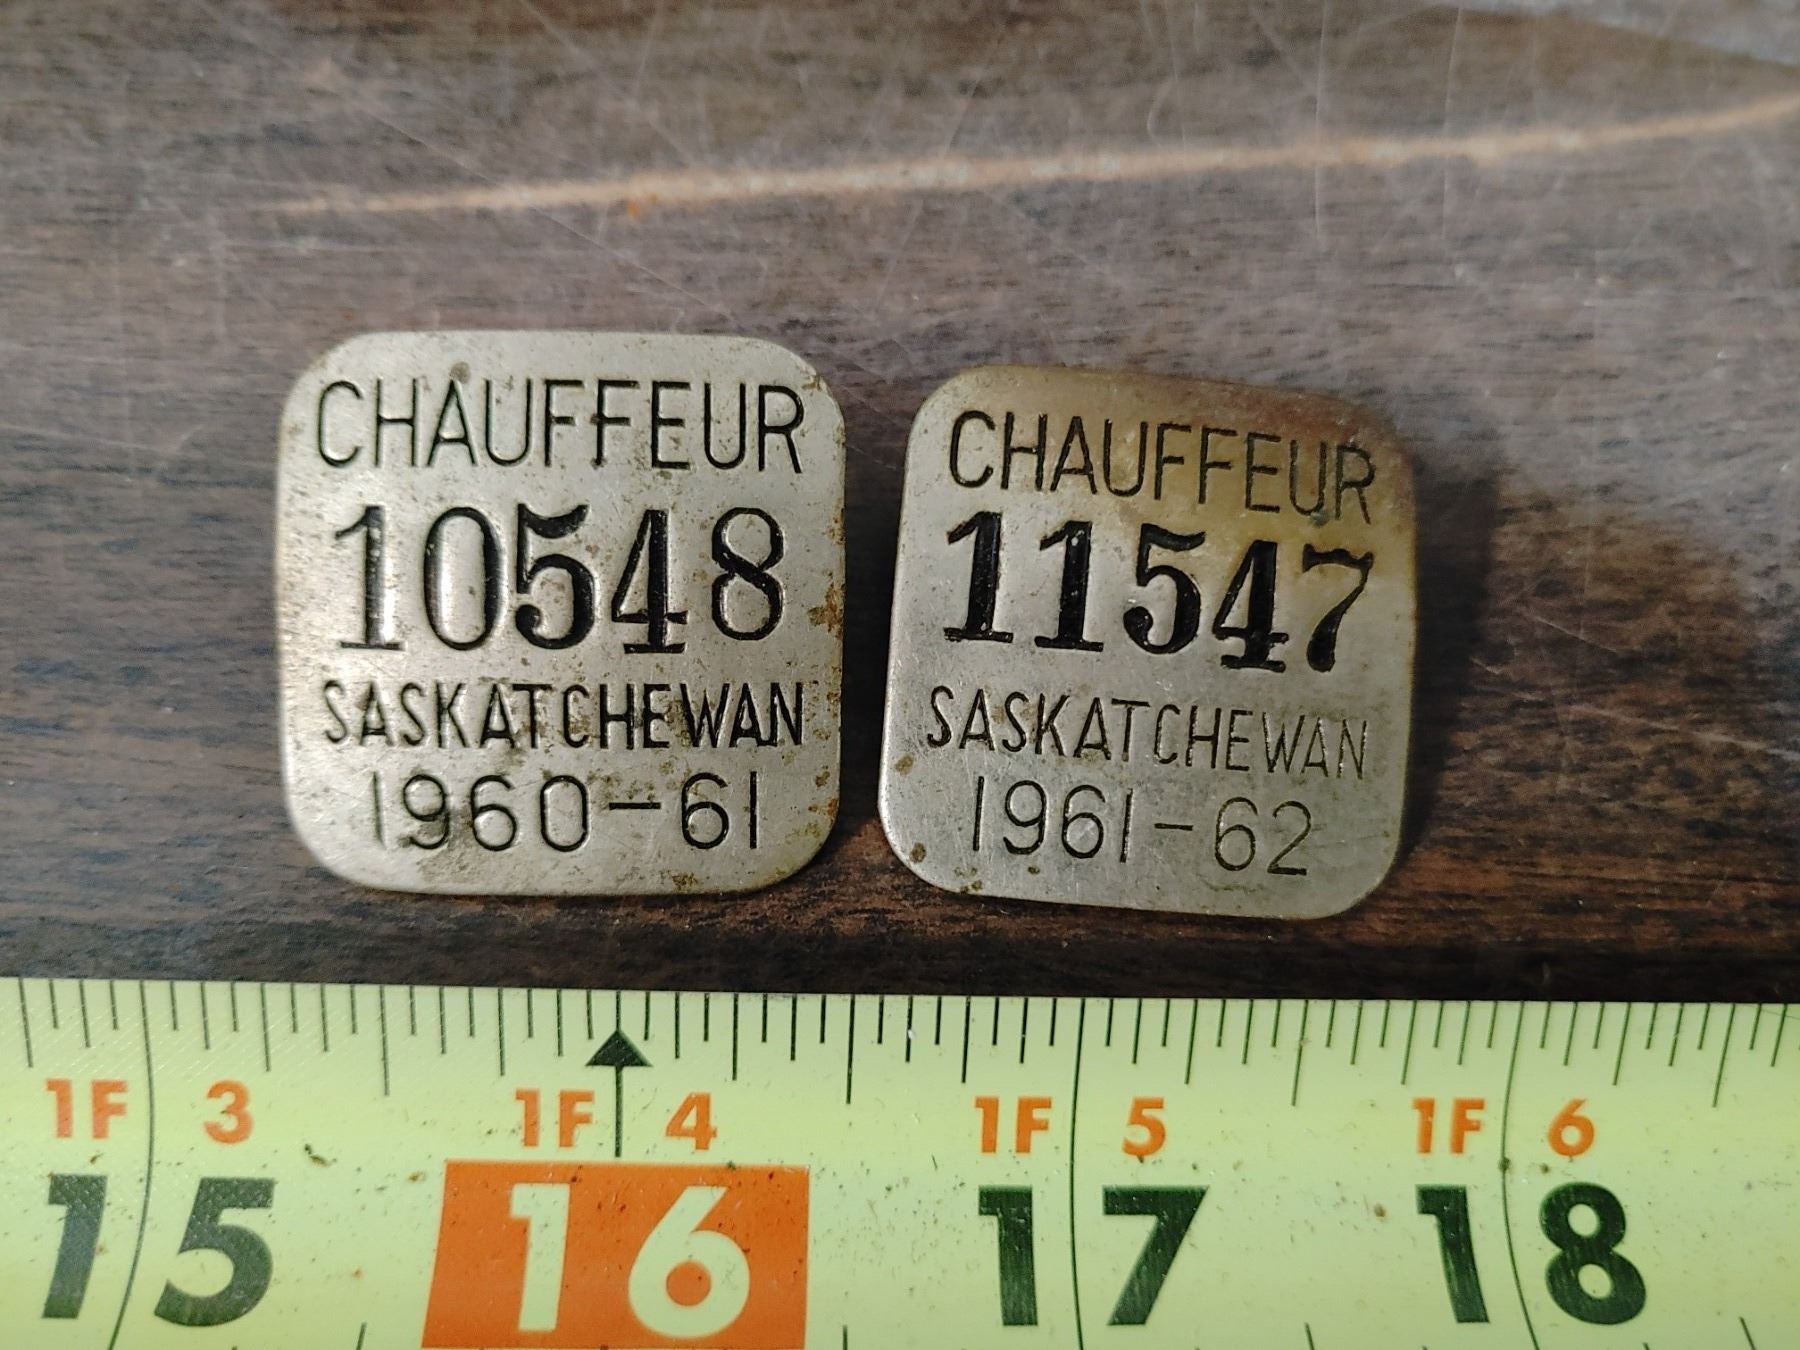 CHAUFFEUR
10548
SASKATCHEWAN
1960-61
CHAUFFEUR
11547
SASKATCHEWAN
1961-62
1F 3 1F 4 1F 5 1F 6
15 16 17 18